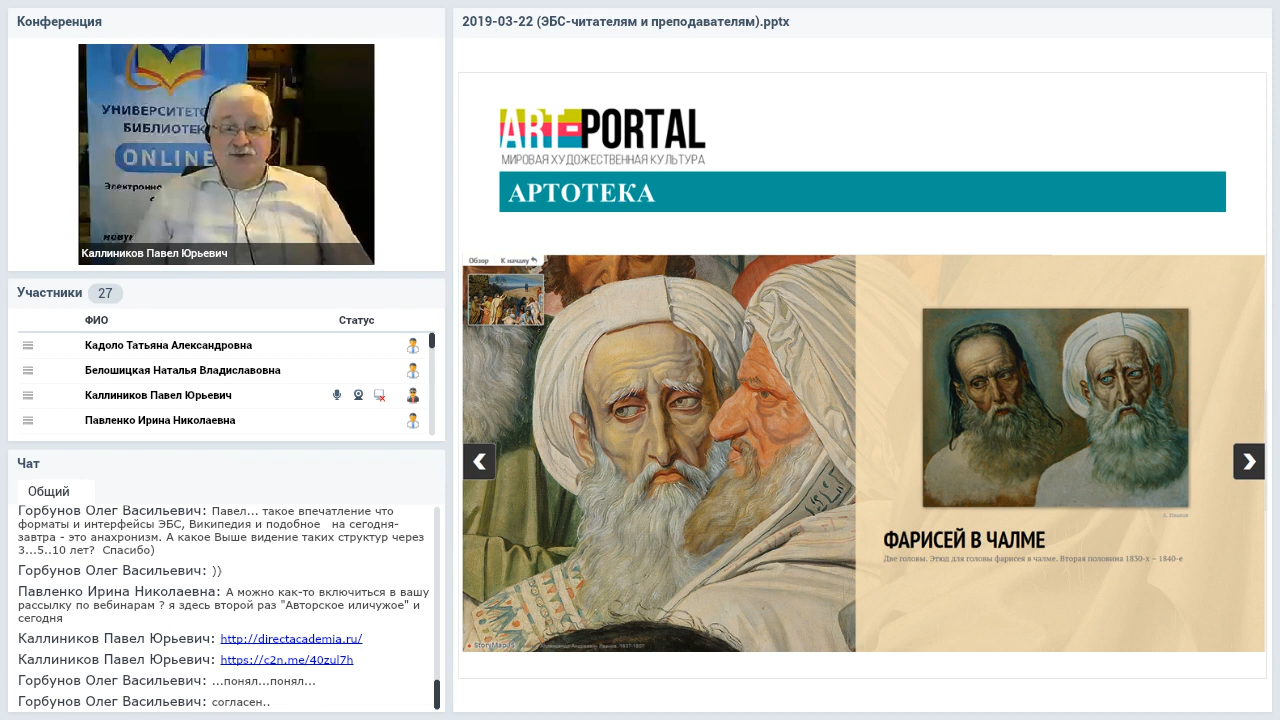 Конференция
УНИВЕРСИТЕТС
БИБЛИОТЕК
ONLINE
Электронно
Каллиников Павел Юрьевич
Участники 27
ФИО Статус
Кадоло Татьяна Александровна
Белошицкая Наталья Владиславовна
Каллиников Павел Юрьевич
Павленко Ирина Николаевна
Чат
Общий
Горбунов Олег Васильевич: Павел... такое впечатление что
форматы и интерфейсы ЭБС, Википедия и подобное на сегодня-
завтра - это анахронизм. А какое Выше видение таких структур через
3...5..10 лет? Спасибо)
Горбунов Олег Васильевич: ))
Павленко Ирина Николаевна: А можно как-то включиться в вашу
рассылку по вебинарам ? я здесь второй раз "Авторское иличужое" и
сегодня
Каллиников Павел Юрьевич: http://directacademia.ru/
Каллиников Павел Юрьевич: https://c2n.me/40zul7h
Горбунов Олег Васильевич: ...понял...понял...
Горбунов Олег Васильевич: согласен..
2019-03-22 (ЭБС-читателям и преподавателям).pptx
ART-PORTAL
МИРОВАЯ ХУДОЖЕСТВЕННАЯ КУЛЬТУРА
АРТОТЕКА
Обзор К началу
ФАРИСЕЙ В ЧАЛМЕ
Две головы. Этюд для головы фарисея в чалме. Вторая половина 1830-х – 1840-е
StoryMaps